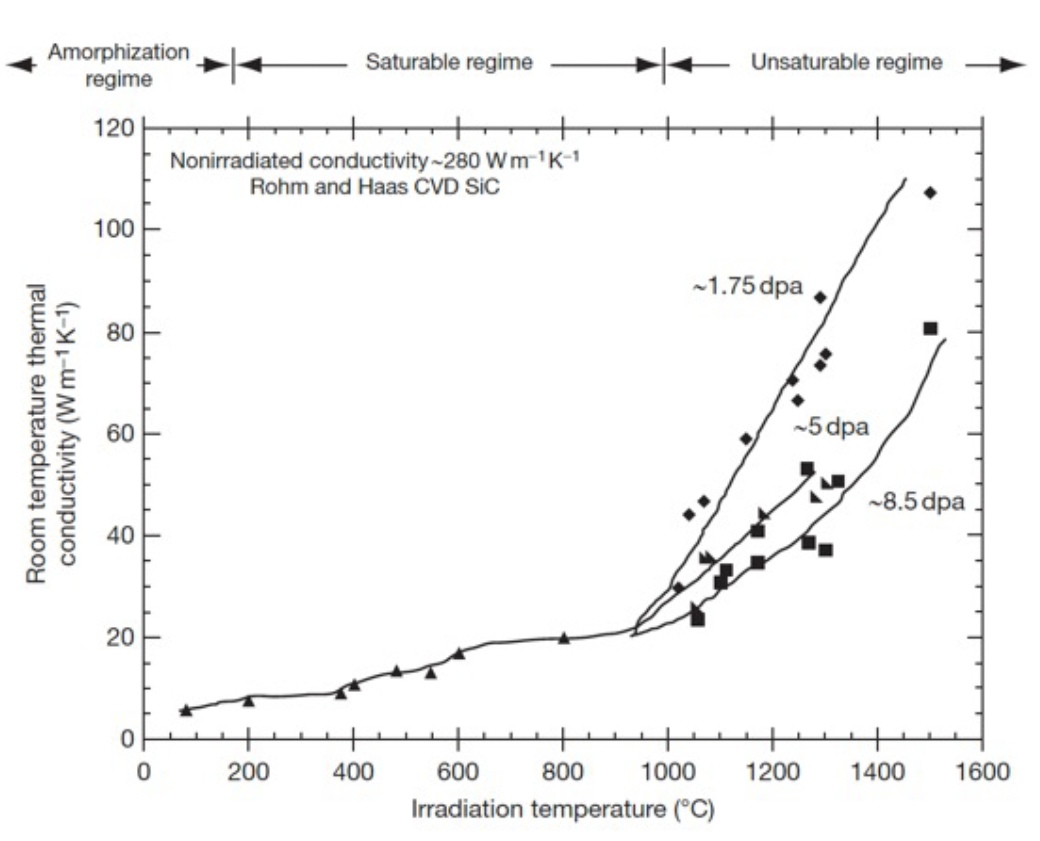 Amorphization
regime
Saturable regime
Unsaturable regime
120
Nonirradiated conductivity ~280 W m⁻¹ K⁻¹
Rohm and Haas CVD SiC
100
~1.75 dpa
80
60
~5 dpa
~8.5 dpa
40
20
0
Room temperature thermal
conductivity (W m⁻¹ K⁻¹)
0 200 400 600 800 1000 1200 1400 1600
Irradiation temperature (°C)